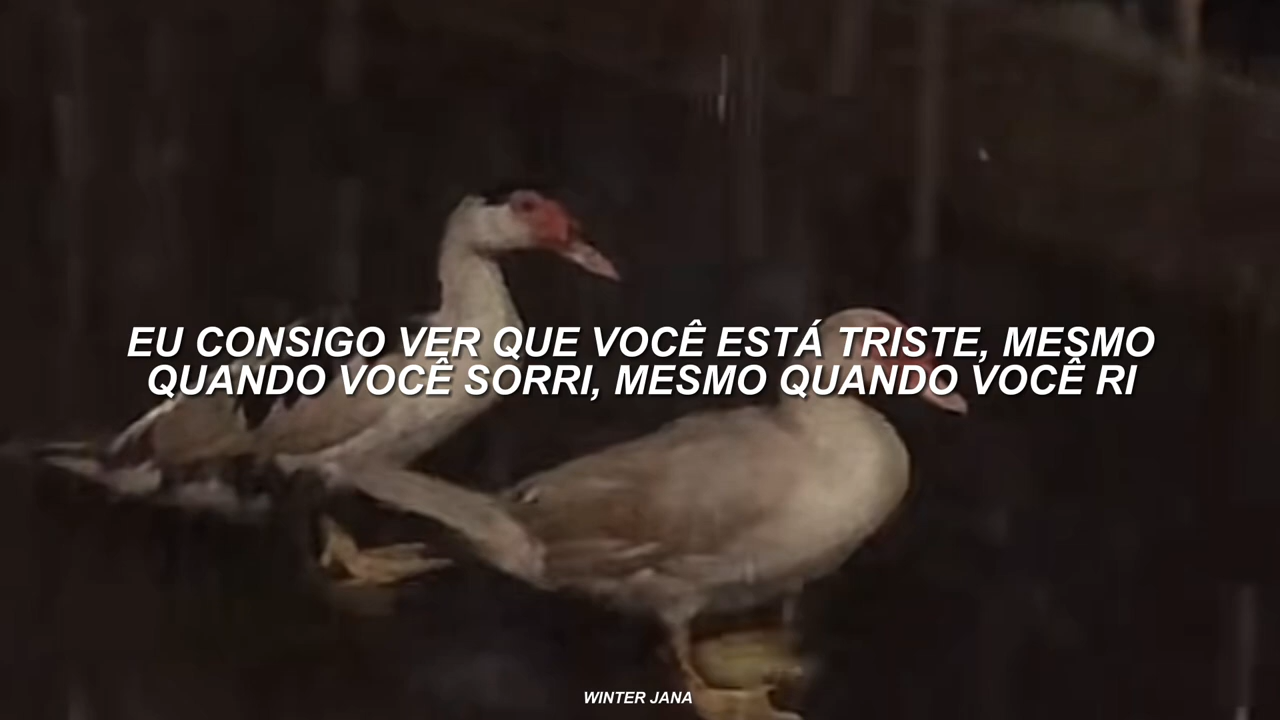 EU CONSIGO VER QUE VOCÊ ESTÁ TRISTE, MESMO
QUANDO VOCÊ SORRI, MESMO QUANDO VOCÊ RI
WINTER JANA